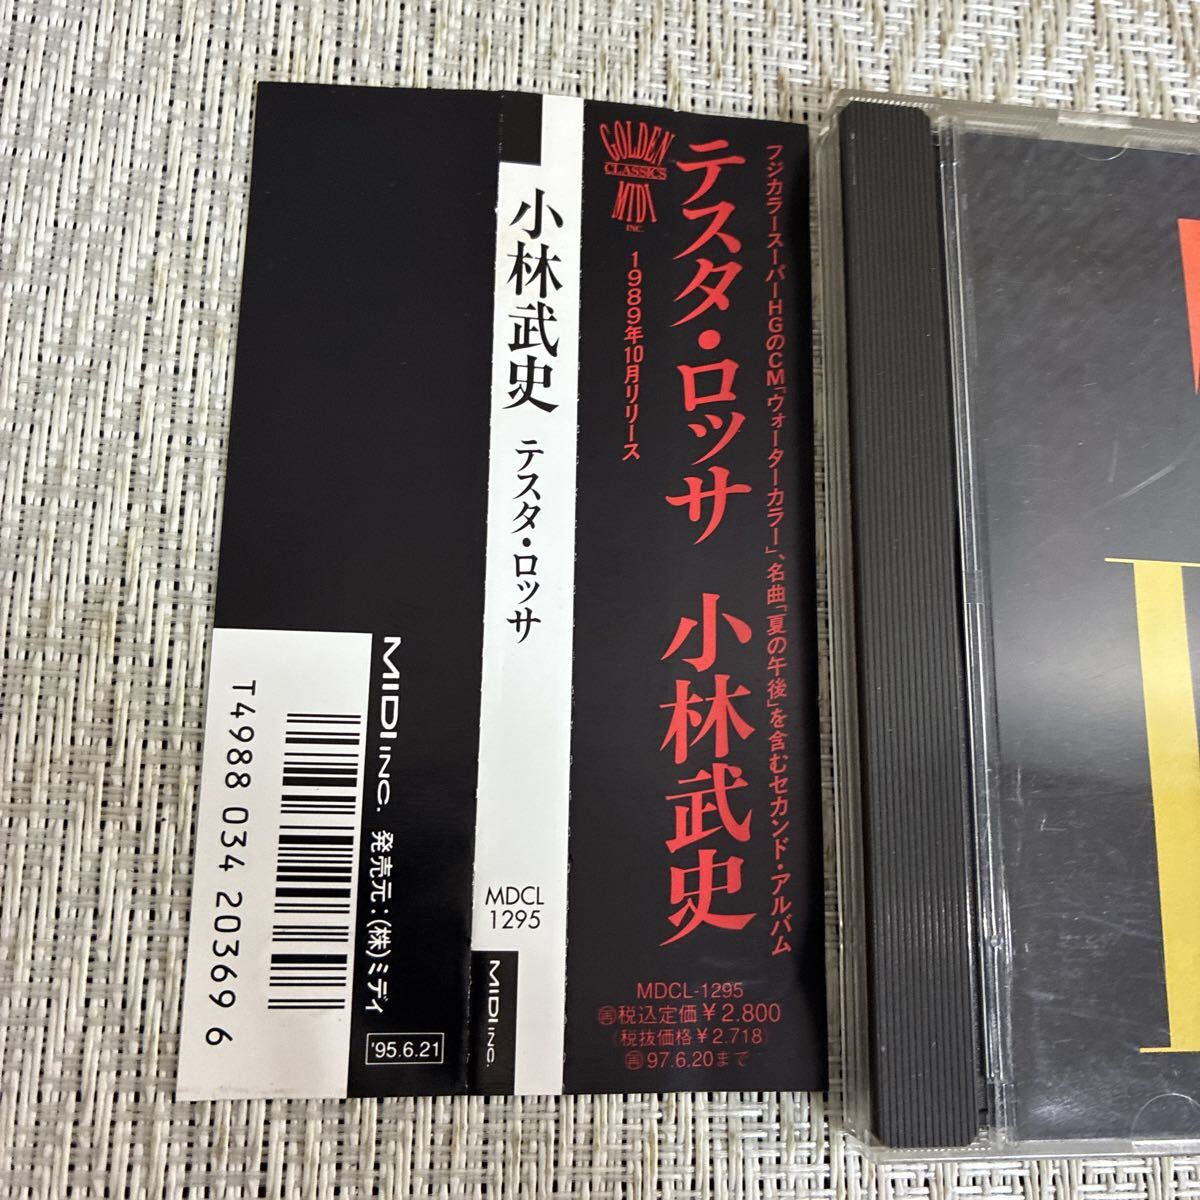 フジカラースーパーHGのCM「ウォーターカラー」、名曲「夏の午後」を含むセカンド・アルバム
テスタ・ロッサ 小林武史
GOLDEN
CLASSICS
MIDI
INC.
1989年10月リリース
MDCL-1295
税込定価¥2.800
(税抜価格¥2.718)
97.6.20まで
小林武史 テスタ・ロッサ
MDCL
1295
MIDI INC.
MIDI INC. 発売元:(株)ミディ
'95.6.21
T4988 034 20369 6